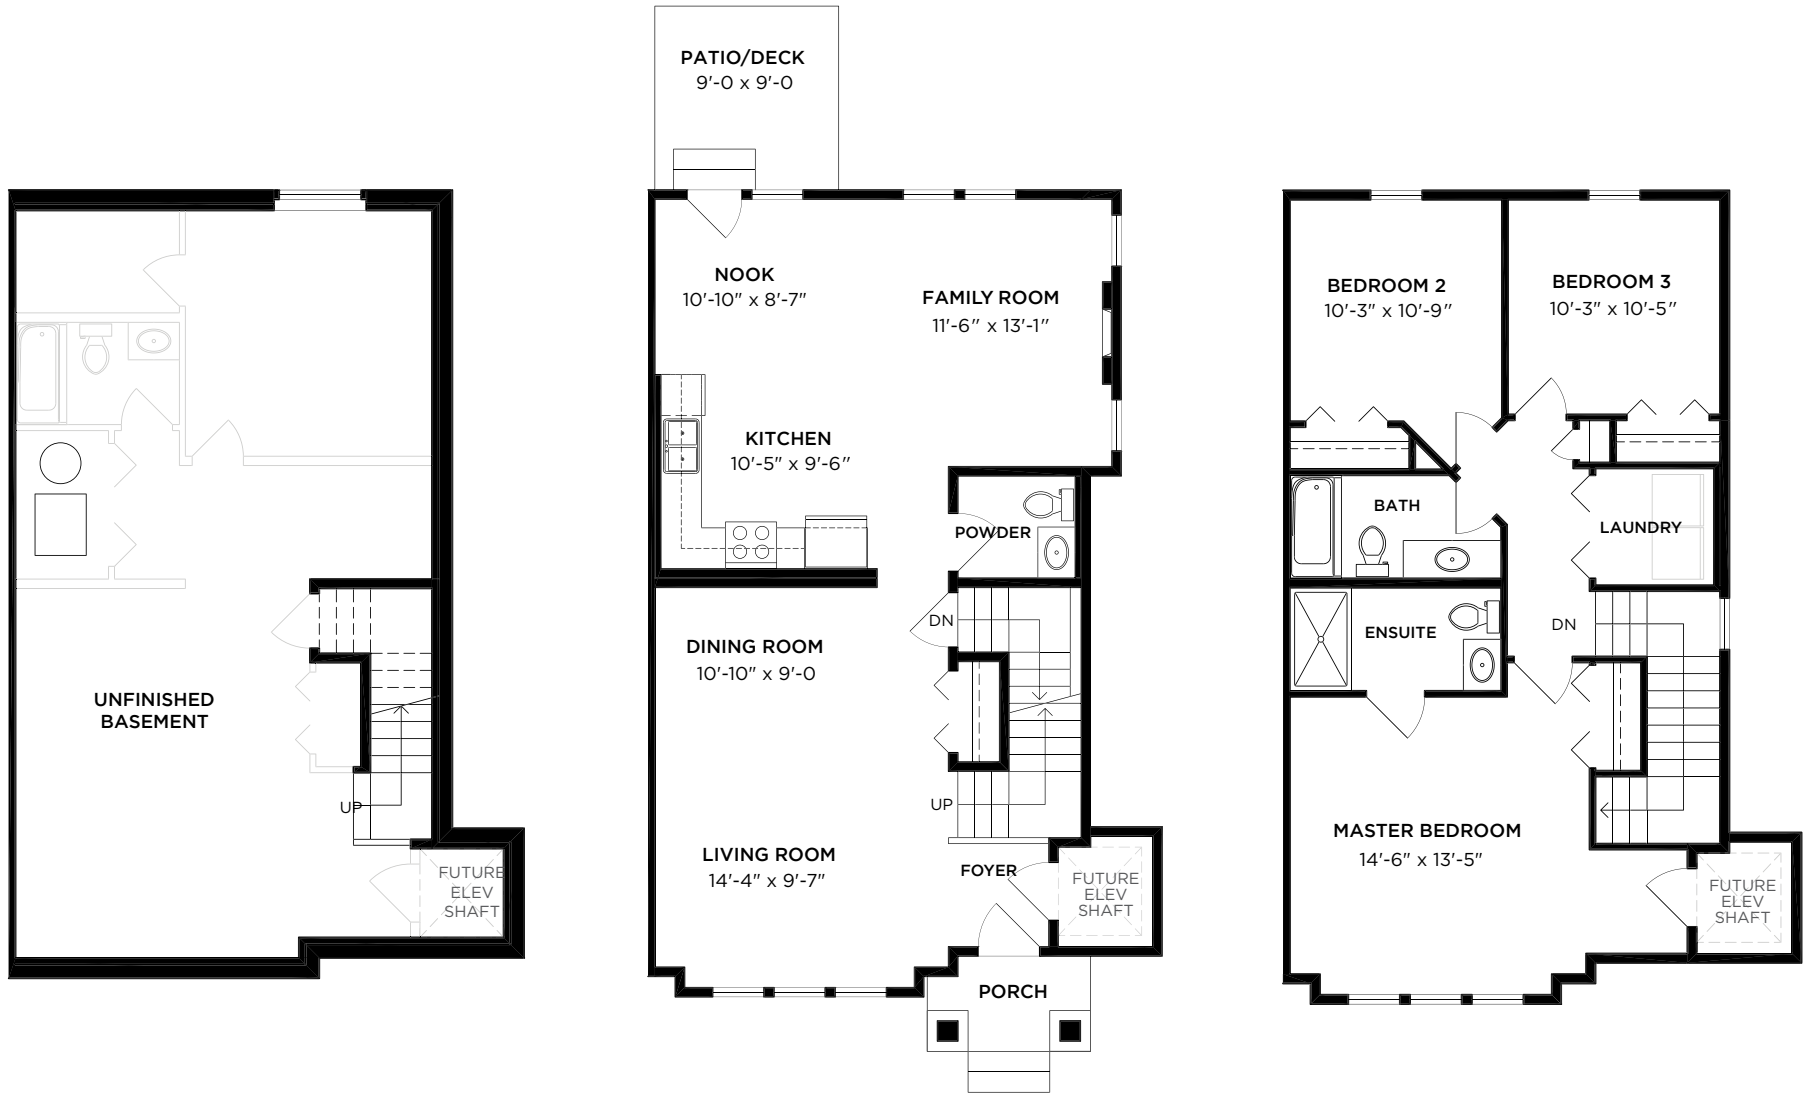 UNFINISHED
BASEMENT
UP
FUTURE
ELEV
SHAFT
PATIO/DECK
9'-0 x 9'-0
NOOK
10'-10" x 8'-7"
FAMILY ROOM
11'-6" x 13'-1"
KITCHEN
10'-5" x 9'-6"
POWDER
DN
DINING ROOM
10'-10" x 9'-0
UP
LIVING ROOM
14'-4" x 9'-7"
FOYER
FUTURE
ELEV
SHAFT
PORCH
BEDROOM 2
10'-3" x 10'-9"
BEDROOM 3
10'-3" x 10'-5"
BATH
LAUNDRY
ENSUITE
DN
MASTER BEDROOM
14'-6" x 13'-5"
FUTURE
ELEV
SHAFT